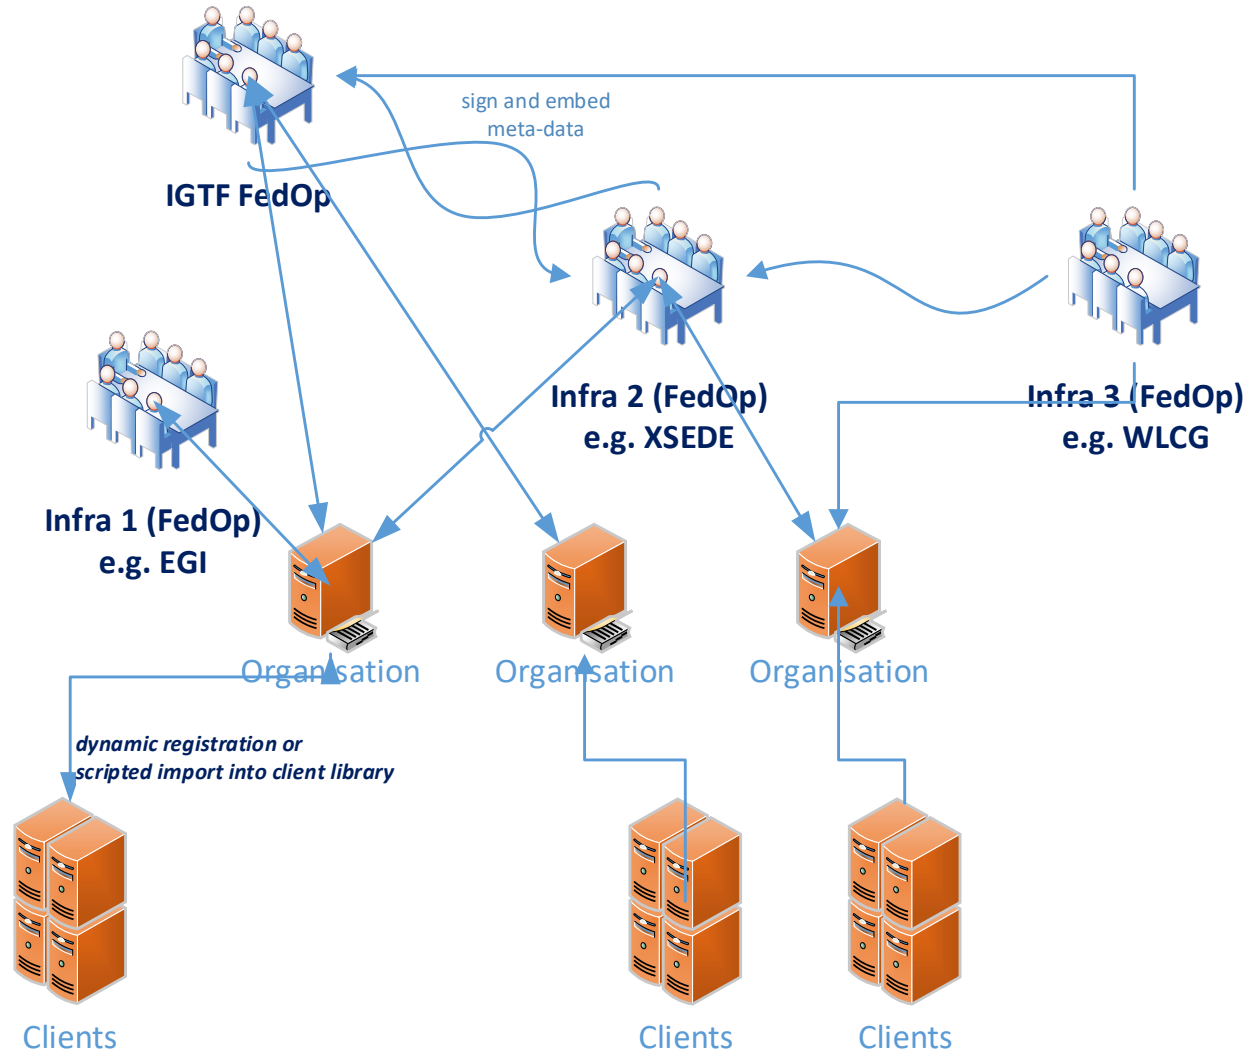 sign and embed
meta-data
IGTF FedOp
Infra 2 (FedOp)
e.g. XSEDE
Infra 3 (FedOp)
e.g. WLCG
Infra 1 (FedOp)
e.g. EGI
Organisation
Organisation
Organisation
dynamic registration or
scripted import into client library
Clients
Clients
Clients